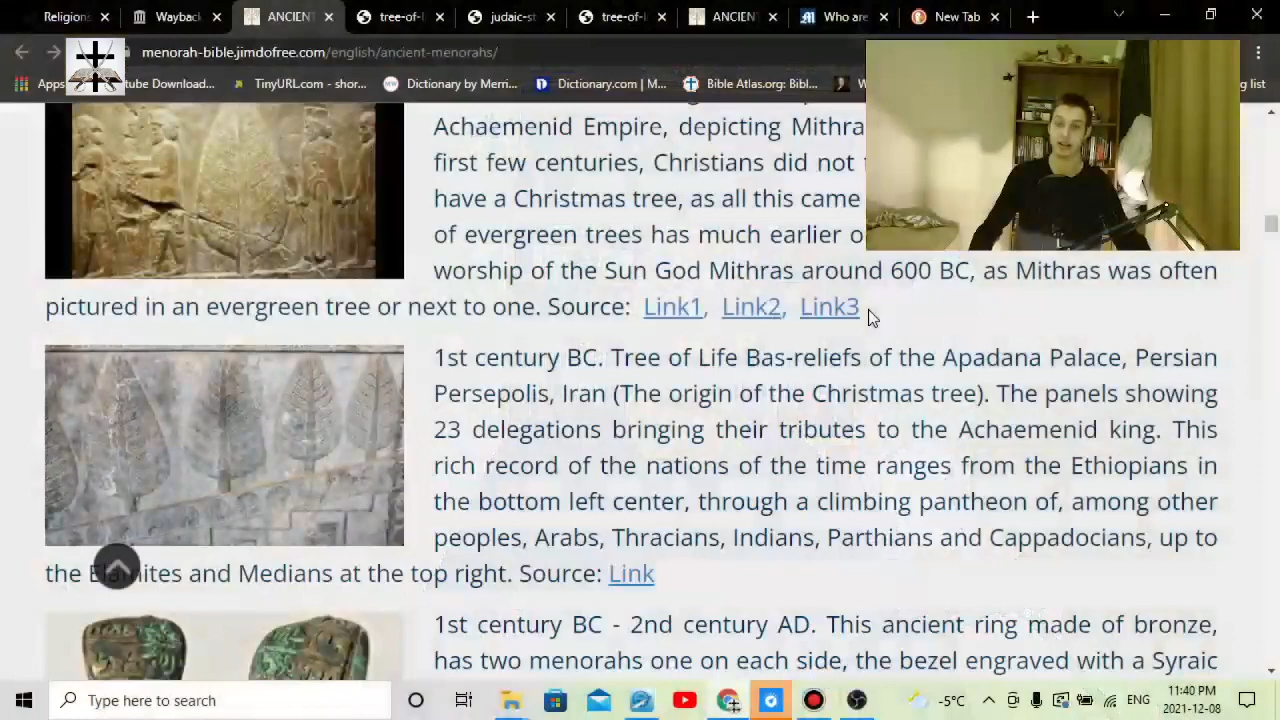 Religions
Wayback
ANCIENT
tree-of-l
judaic-st
tree-of-l
ANCIENT
Who are
New Tab
menorah-bible.jimdofree.com/english/ancient-menorahs/
Apps
tube Download...
TinyURL.com - shor...
Dictionary by Merri...
Dictionary.com | M...
Bible Atlas.org: Bibl...
ng list
Achaemenid Empire, depicting Mithra
first few centuries, Christians did not
have a Christmas tree, as all this came
of evergreen trees has much earlier o
worship of the Sun God Mithras around 600 BC, as Mithras was often
pictured in an evergreen tree or next to one. Source: Link1, Link2, Link3
1st century BC. Tree of Life Bas-reliefs of the Apadana Palace, Persian
Persepolis, Iran (The origin of the Christmas tree). The panels showing
23 delegations bringing their tributes to the Achaemenid king. This
rich record of the nations of the time ranges from the Ethiopians in
the bottom left center, through a climbing pantheon of, among other
peoples, Arabs, Thracians, Indians, Parthians and Cappadocians, up to
the Elamites and Medians at the top right. Source: Link
1st century BC - 2nd century AD. This ancient ring made of bronze,
has two menorahs one on each side, the bezel engraved with a Syraic
Type here to search
-5°C
ENG
11:40 PM
2021-12-08